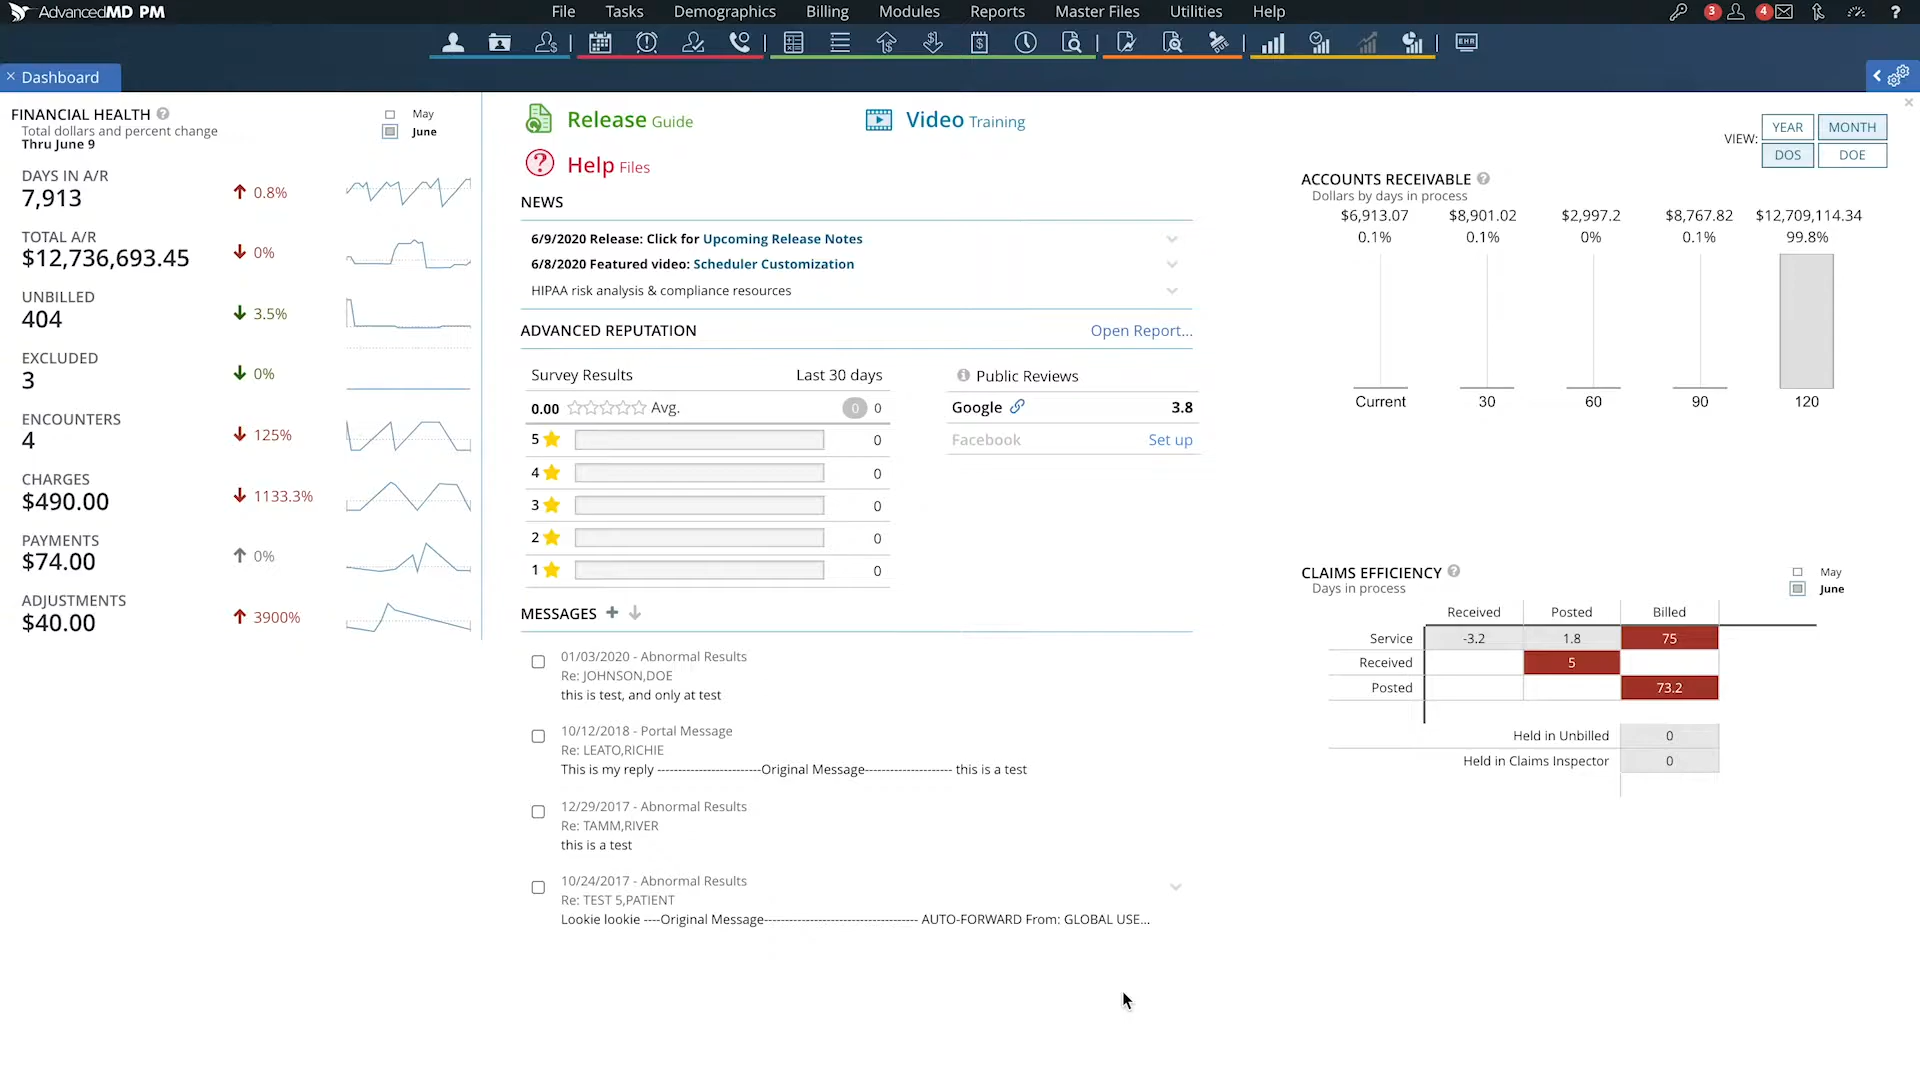 AdvancedMD PM
File Tasks Demographics Billing Modules Reports Master Files Utilities Help
3 4 ?
EHR
× Dashboard
FINANCIAL HEALTH ?
Total dollars and percent change
Thru June 9
May
June
DAYS IN A/R
7,913 0.8%
TOTAL A/R
$12,736,693.45 0%
UNBILLED
404 3.5%
EXCLUDED
3 0%
ENCOUNTERS
4 125%
CHARGES
$490.00 1133.3%
PAYMENTS
$74.00 0%
ADJUSTMENTS
$40.00 3900%
Release Guide
Video Training
? Help Files
NEWS
6/9/2020 Release: Click for Upcoming Release Notes
6/8/2020 Featured video: Scheduler Customization
HIPAA risk analysis & compliance resources
ADVANCED REPUTATION Open Report...
Survey Results Last 30 days
0.00 Avg. 0 0
5 0
4 0
3 0
2 0
1 0
Public Reviews
Google 3.8
Facebook Set up
MESSAGES +
01/03/2020 - Abnormal Results
Re: JOHNSON,DOE
this is test, and only at test
10/12/2018 - Portal Message
Re: LEATO,RICHIE
This is my reply -------------------------Original Message--------------------- this is a test
12/29/2017 - Abnormal Results
Re: TAMM,RIVER
this is a test
10/24/2017 - Abnormal Results
Re: TEST 5,PATIENT
Lookie lookie ----Original Message------------------------------------- AUTO-FORWARD From: GLOBAL USE...
VIEW: YEAR MONTH
DOS DOE
ACCOUNTS RECEIVABLE ?
Dollars by days in process
$6,913.07 $8,901.02 $2,997.2 $8,767.82 $12,709,114.34
0.1% 0.1% 0% 0.1% 99.8%
Current 30 60 90 120
CLAIMS EFFICIENCY ?
Days in process
May
June
Received Posted Billed
Service -3.2 1.8 75
Received 5
Posted 73.2
Held in Unbilled 0
Held in Claims Inspector 0